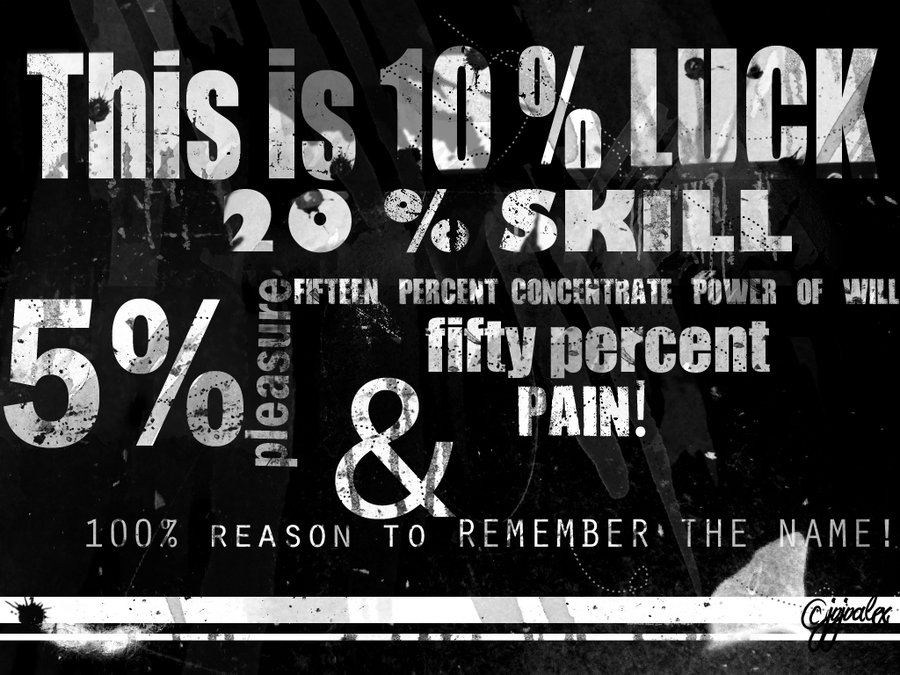 This is 10 % LUCK
20 % SKILL
FIFTEEN PERCENT CONCENTRATE POWER OF WILL
5% pleasure
&
fifty percent
PAIN!
100% REASON TO REMEMBER THE NAME!